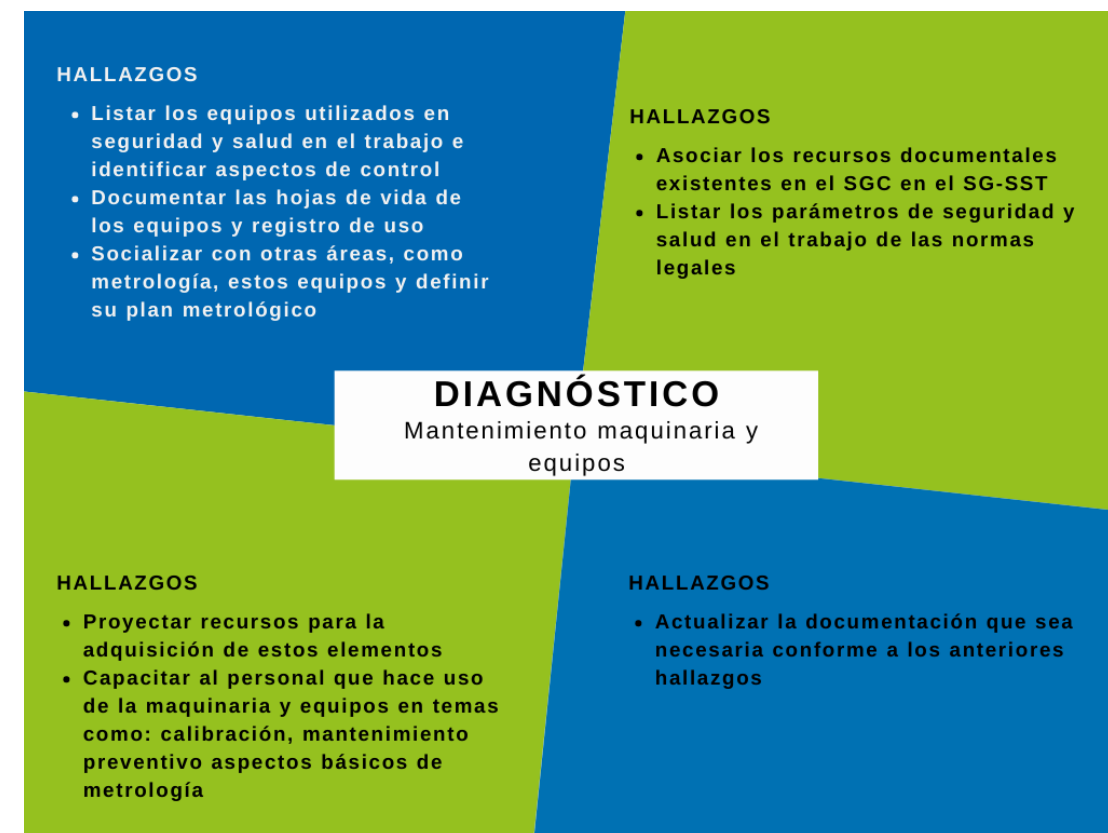 HALLAZGOS
• Listar los equipos utilizados en
seguridad y salud en el trabajo e
identificar aspectos de control
• Documentar las hojas de vida de
los equipos y registro de uso
• Socializar con otras áreas, como
metrología, estos equipos y definir
su plan metrológico
HALLAZGOS
• Asociar los recursos documentales
existentes en el SGC en el SG-SST
• Listar los parámetros de seguridad y
salud en el trabajo de las normas
legales
DIAGNÓSTICO
Mantenimiento maquinaria y
equipos
HALLAZGOS
• Proyectar recursos para la
adquisición de estos elementos
• Capacitar al personal que hace uso
de la maquinaria y equipos en temas
como: calibración, mantenimiento
preventivo aspectos básicos de
metrología
HALLAZGOS
• Actualizar la documentación que sea
necesaria conforme a los anteriores
hallazgos